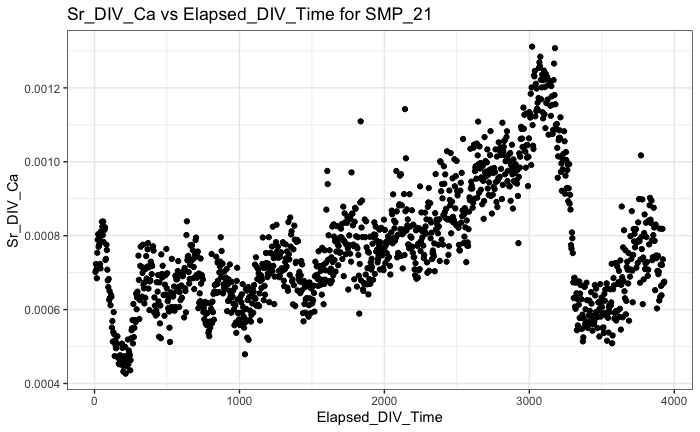 Sr_DIV_Ca vs Elapsed_DIV_Time for SMP_21
Sr_DIV_Ca
0.0012
0.0010
0.0008
0.0006
0.0004
0 1000 2000 3000 4000
Elapsed_DIV_Time